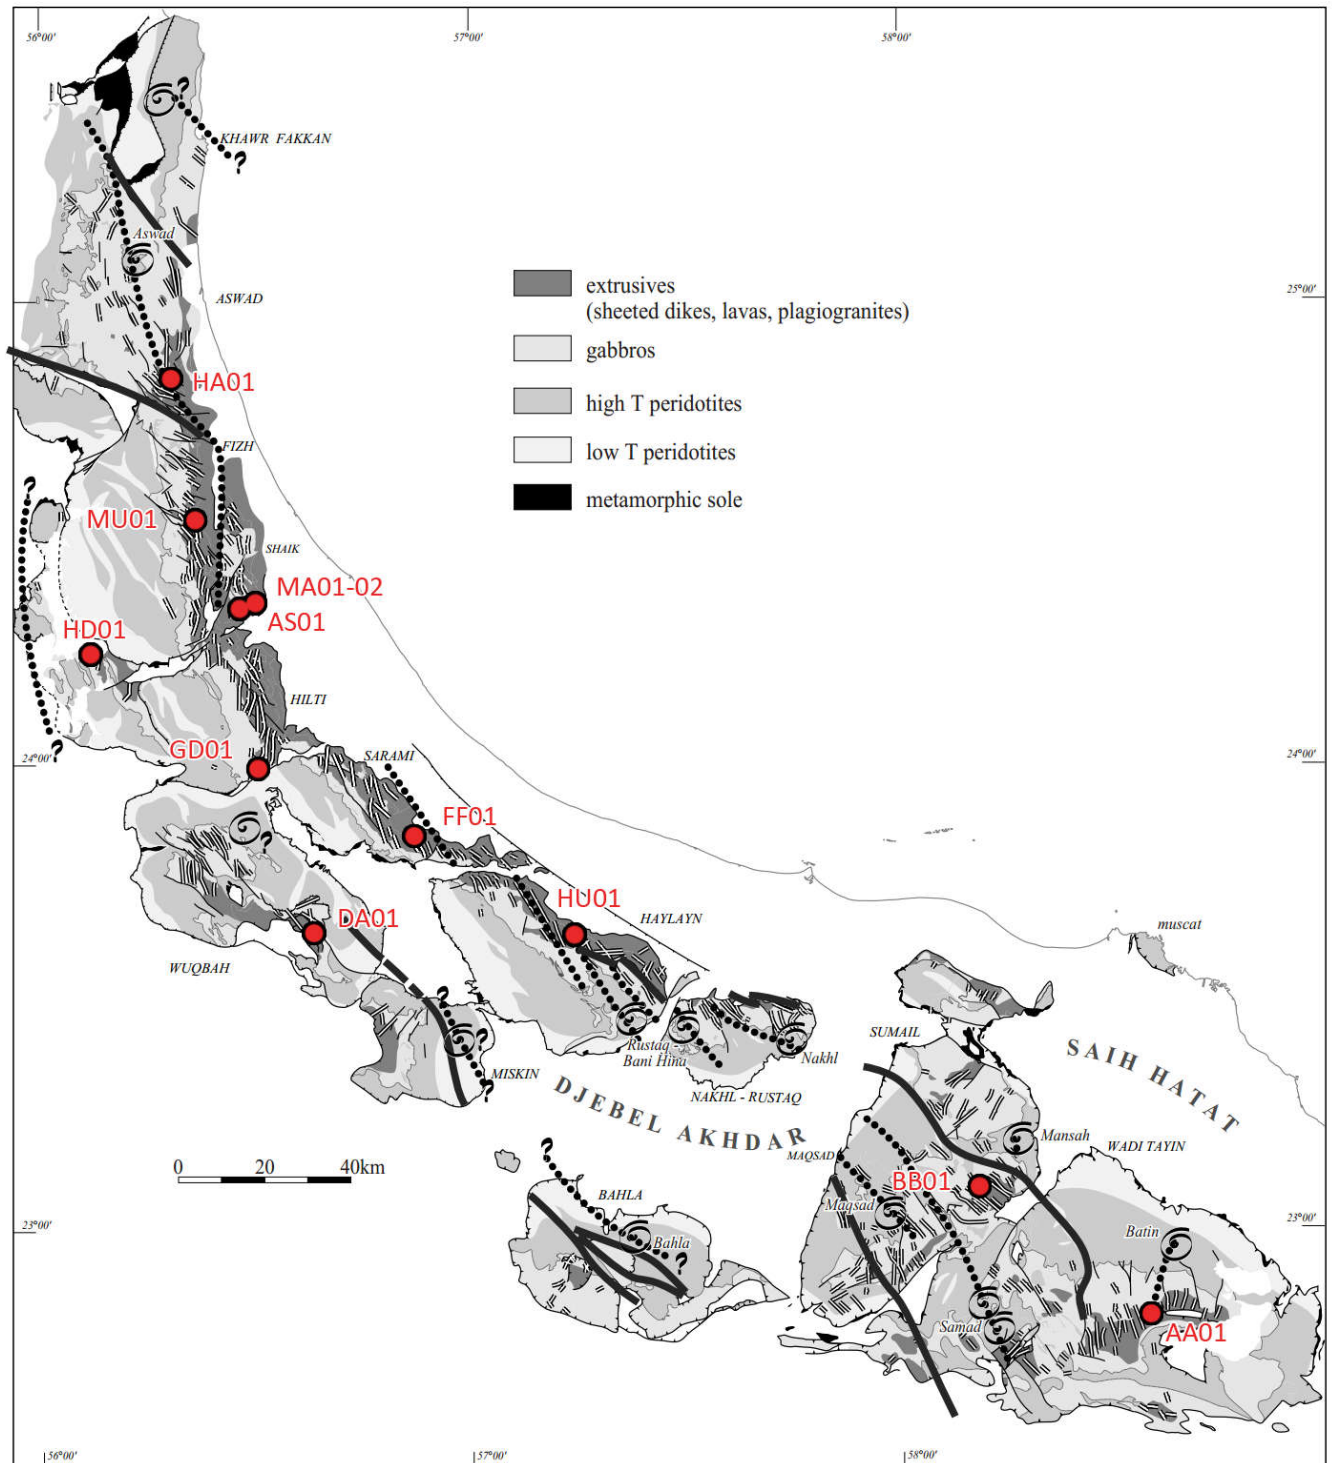 56°00'
57°00'
58°00'
?
KHAWR FAKKAN
?
Aswad
ASWAD
25°00'
extrusives
(sheeted dikes, lavas, plagiogranites)
gabbros
high T peridotites
low T peridotites
metamorphic sole
HA01
FIZH
?
MU01
SHAIK
MA01-02
AS01
HD01
HILTI
?
GD01
SARAMI
24°00'
24°00'
FF01
?
HU01
DA01
HAYLAYN
muscat
WUQBAH
?
?
SUMAIL
Rustaq -
Bani Hina
Nakhl
MISKIN
?
NAKHL - RUSTAQ
SAIH HATAT
DJEBEL AKHDAR
Mansah
WADI TAYIN
?
MAQSAD
0 20 40km
BAHLA
BB01
Maqsad
23°00'
23°00'
Bahla
?
Batin
Samad
AA01
56°00'
57°00'
58°00'